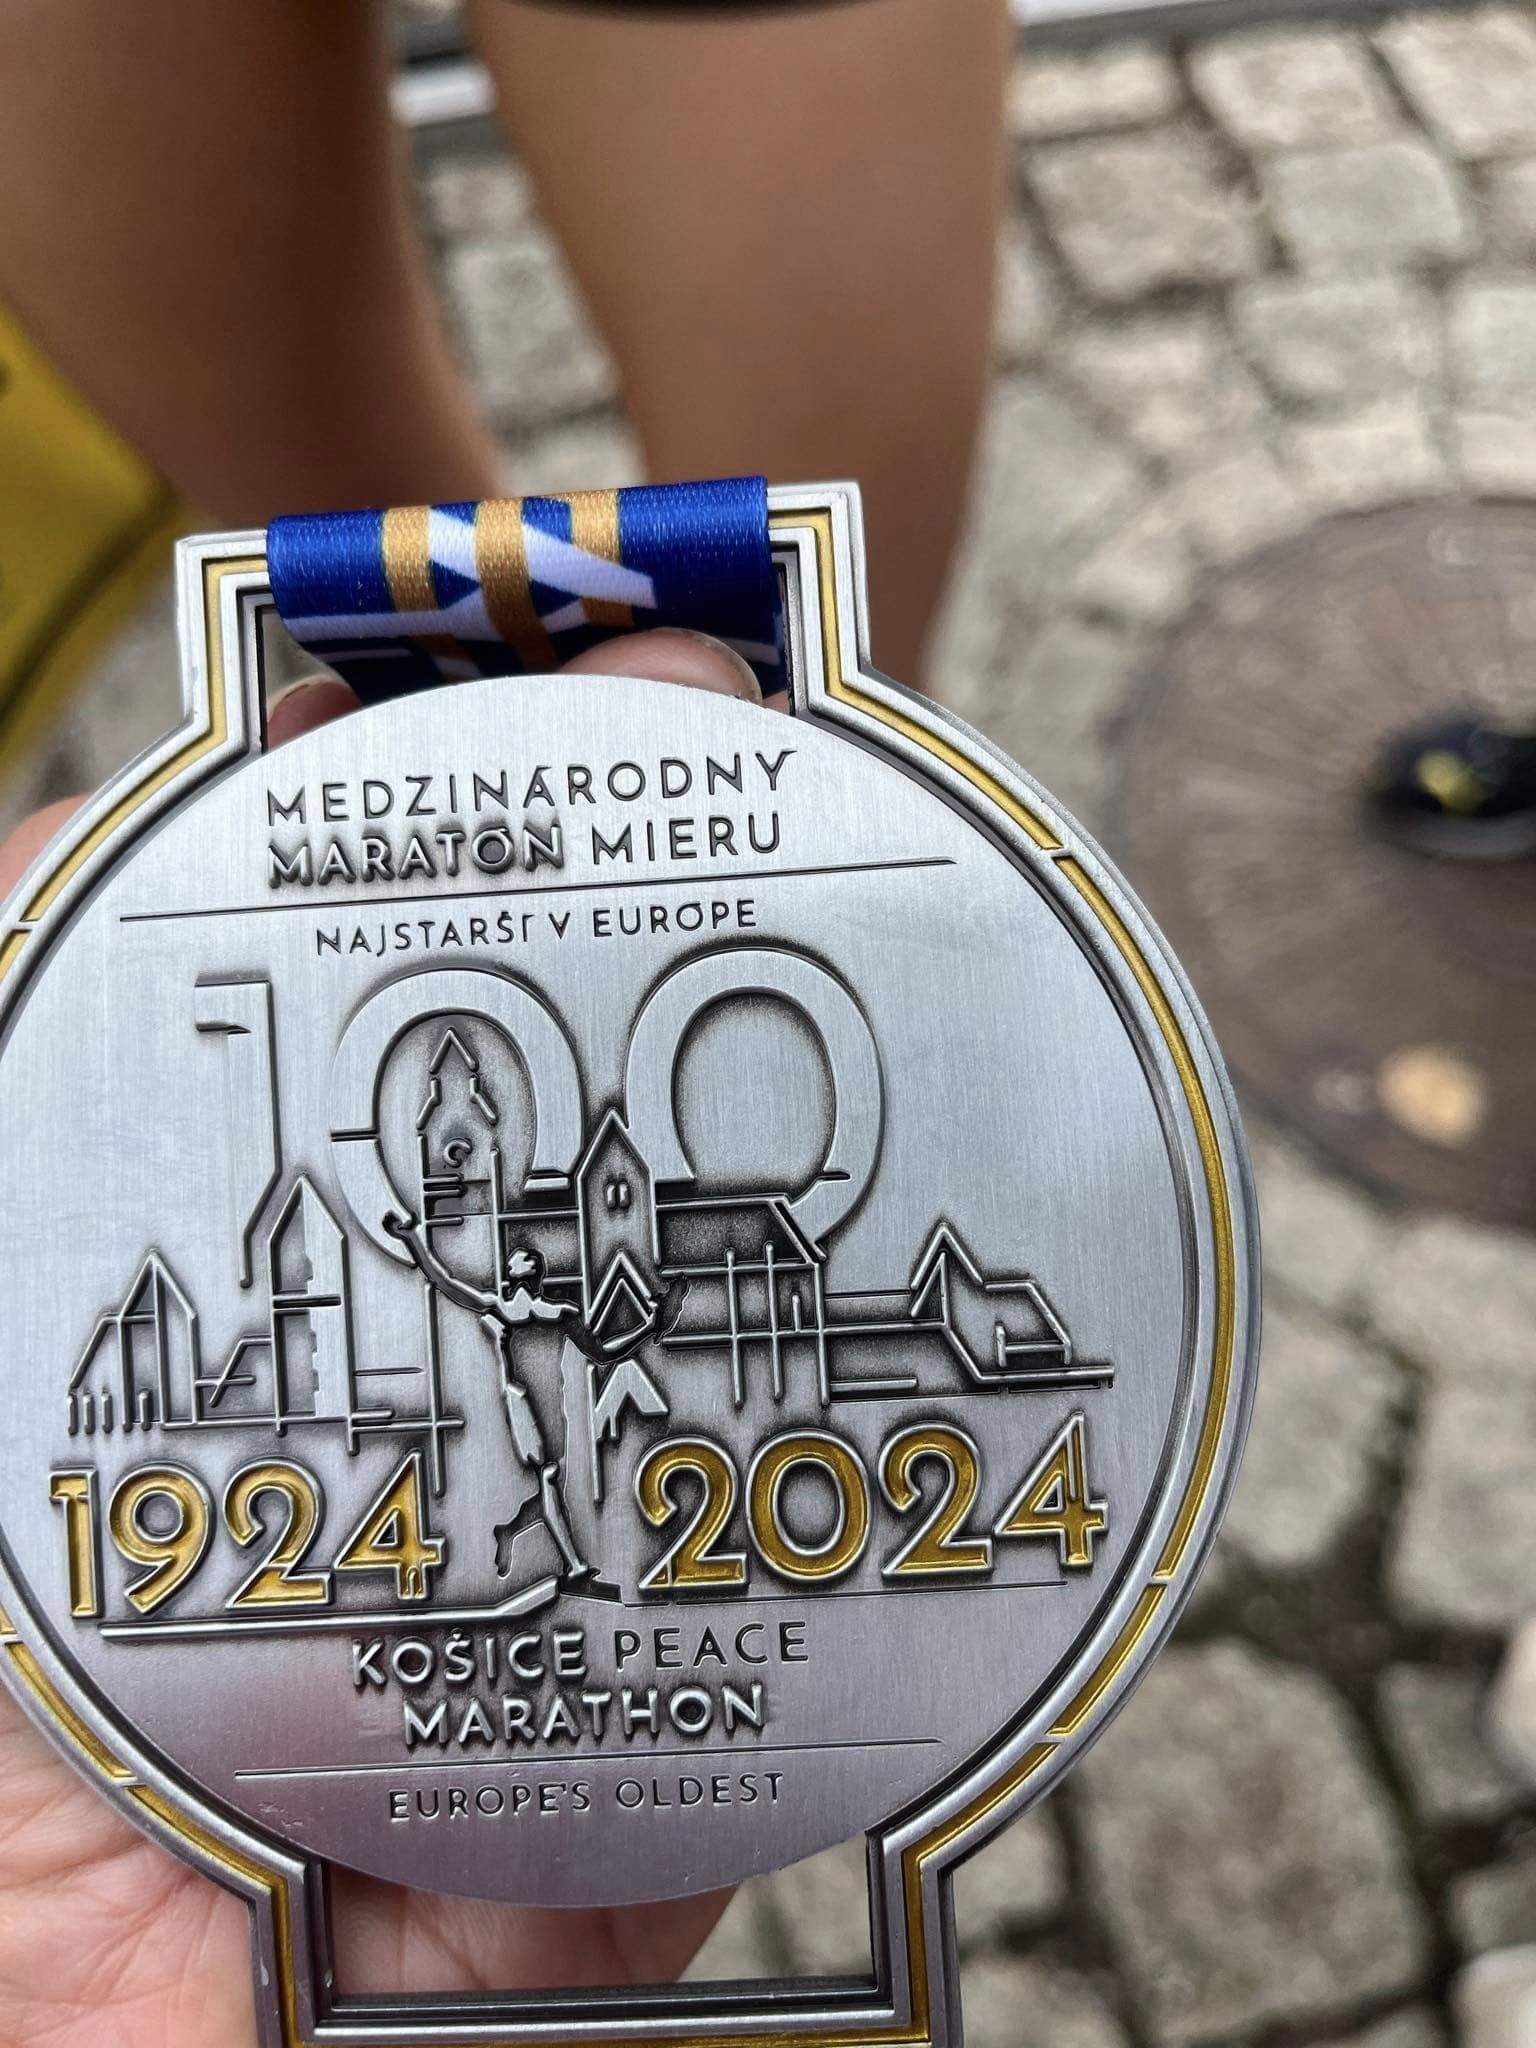 MEDZINÁRODNÝ
MARATÓN MIERU
NAJSTARŠÍ V EURÓPE
100
1924 2024
KOŠICE PEACE
MARATHON
EUROPE'S OLDEST